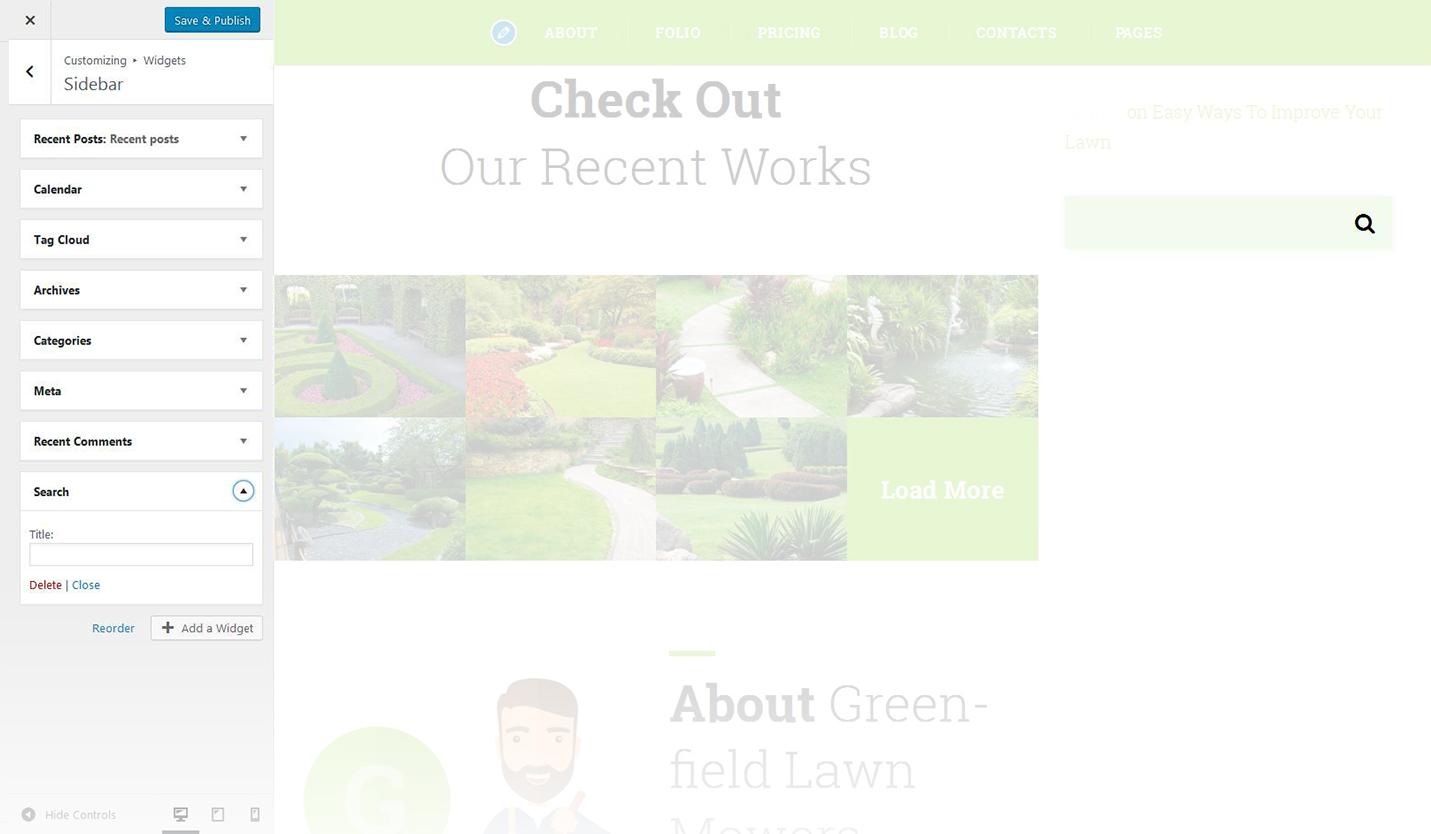 Save & Publish
Customizing ▸ Widgets
Sidebar
Recent Posts: Recent posts
Calendar
Tag Cloud
Archives
Categories
Meta
Recent Comments
Search
Title:
Delete | Close
Reorder
Add a Widget
Hide Controls
ABOUT
FOLIO
PRICING
BLOG
CONTACTS
PAGES
Check Out
Our Recent Works
on Easy Ways To Improve Your
Lawn
Load More
G
About Green-
field Lawn
Mowers